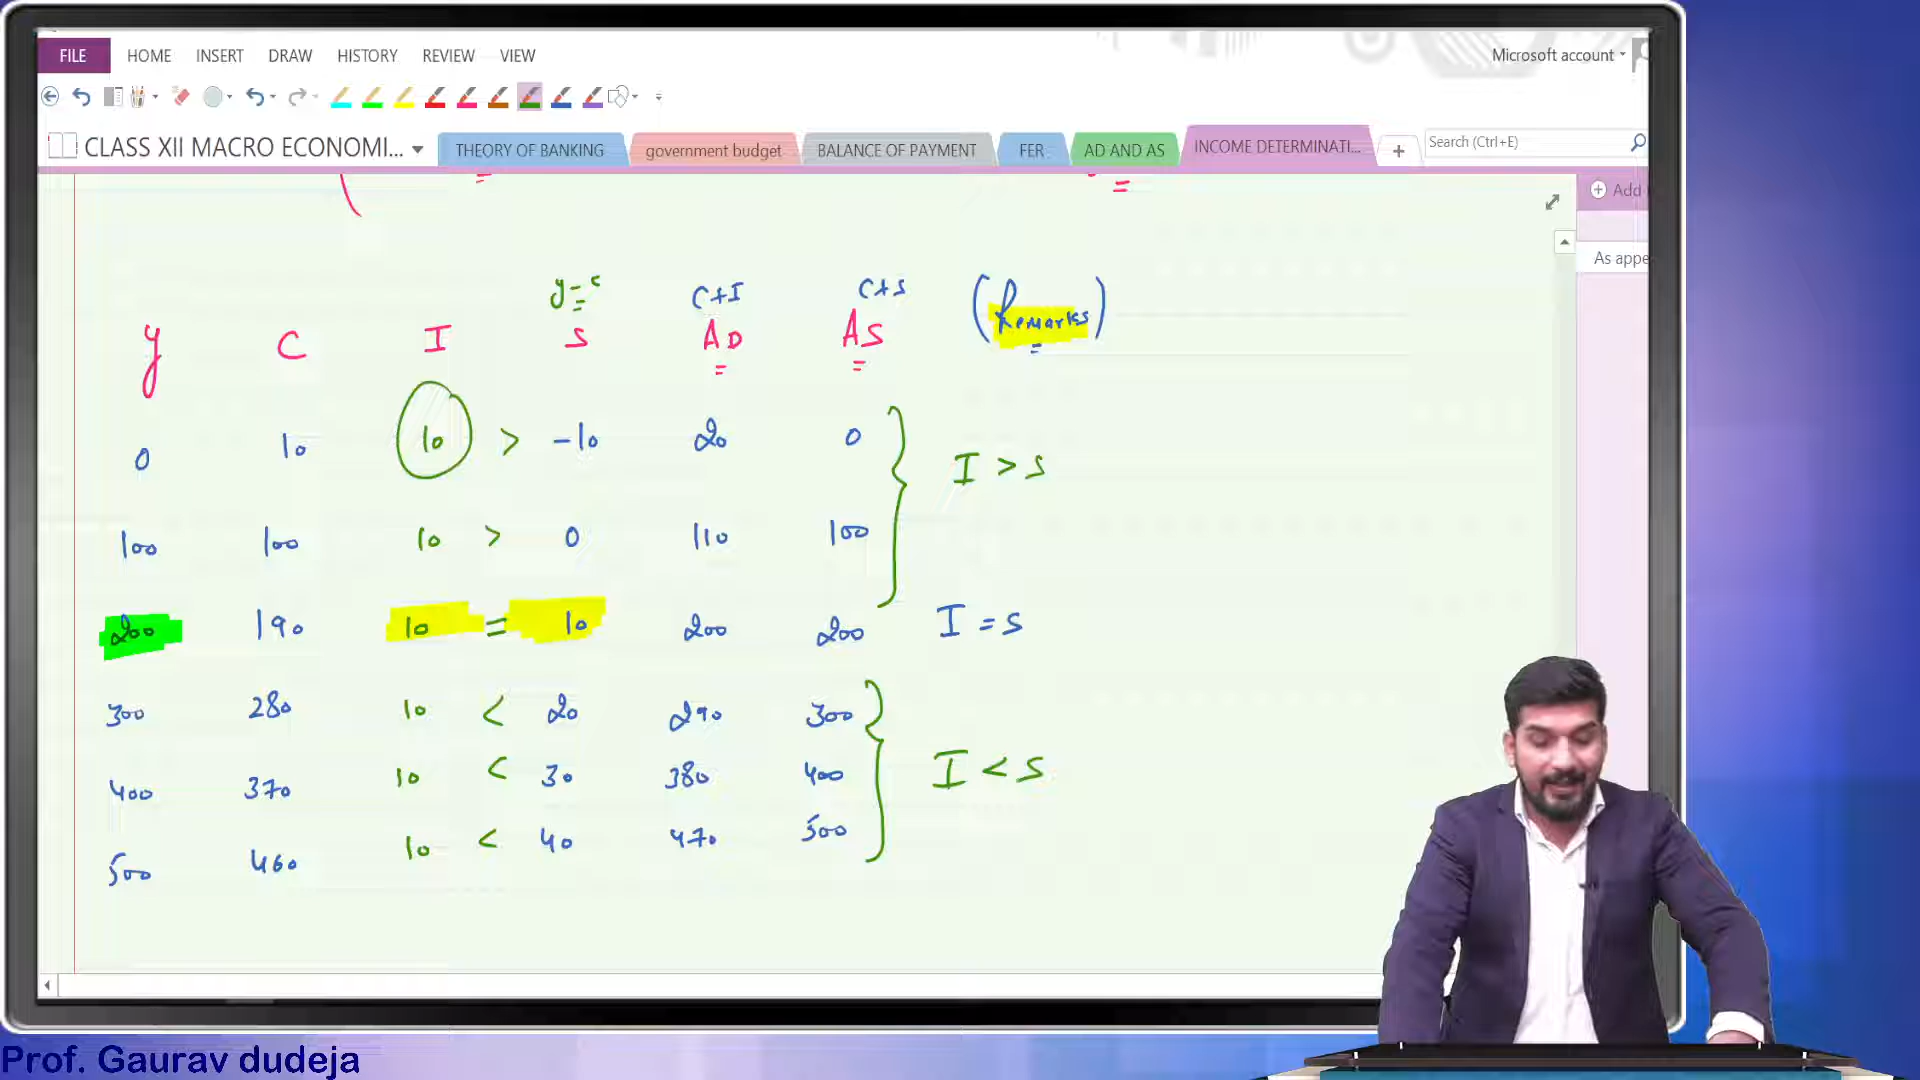 FILE HOME INSERT DRAW HISTORY REVIEW VIEW Microsoft account
CLASS XII MACRO ECONOMI... THEORY OF BANKING government budget BALANCE OF PAYMENT FER AD AND AS INCOME DETERMINATI... + Search (Ctrl+E)
Add
As appe
y-c C+I C+S
y C I S AD AS (Remarks)
0 10 10 > -10 20 0
I > S
100 100 10 > 0 110 100
200 190 10 = 10 200 200 I = S
300 280 10 < 20 290 300
400 370 10 < 30 380 400 I < S
500 460 10 < 40 470 500
Prof. Gaurav dudeja